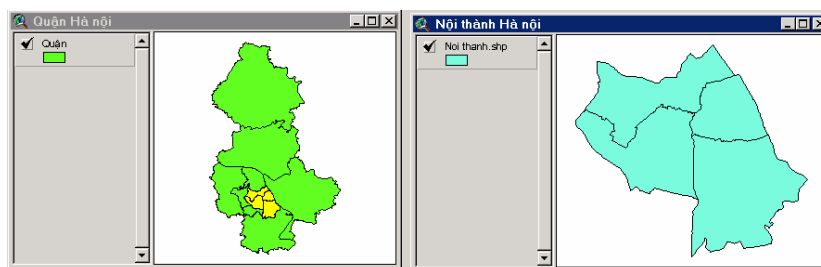 Quận Hà nội
Quận
Nội thành Hà nội
Noi thanh.shp